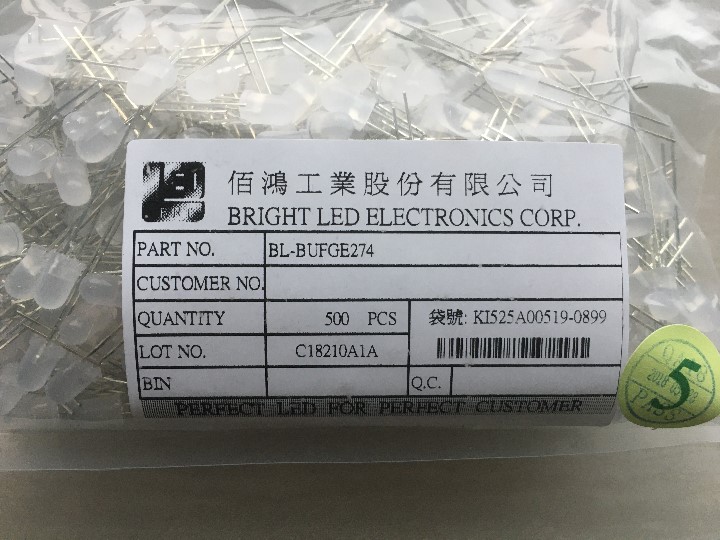 佰鴻工業股份有限公司
BRIGHT LED ELECTRONICS CORP.
PART NO. BL-BUFGE274
CUSTOMER NO.
QUANTITY 500 PCS 袋號: KI525A00519-0899
LOT NO. C18210A1A
BIN Q.C.
PERFECT LED FOR PERFECT CUSTOMER
5